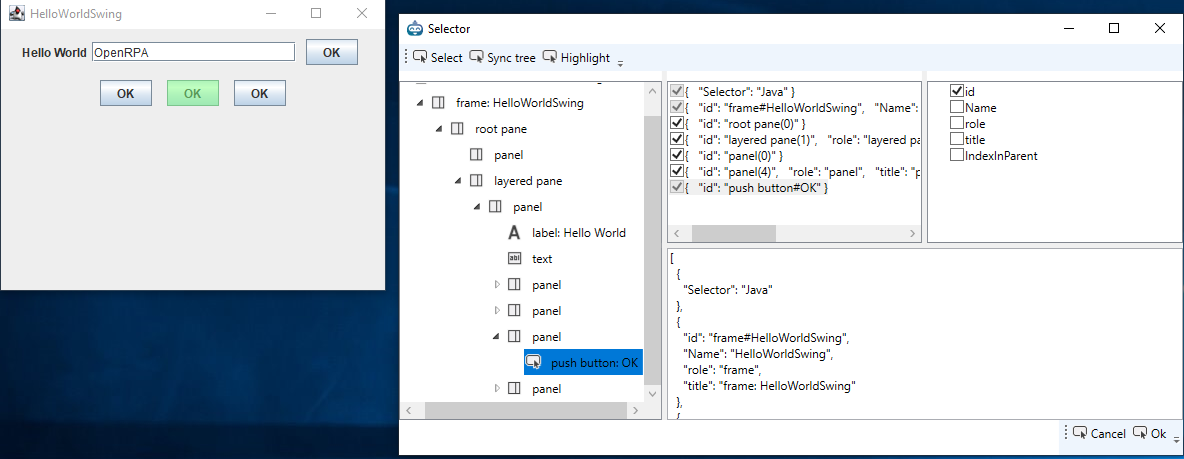 HelloWorldSwing
Hello World OpenRPA OK
OK OK OK
Selector
Select Sync tree Highlight
frame: HelloWorldSwing
root pane
panel
layered pane
panel
label: Hello World
text
panel
panel
panel
push button: OK
panel
{ "Selector": "Java" }
{ "id": "frame#HelloWorldSwing", "Name":
{ "id": "root pane(0)" }
{ "id": "layered pane(1)", "role": "layered pa
{ "id": "panel(0)" }
{ "id": "panel(4)", "role": "panel", "title": "p
{ "id": "push button#OK" }
id
Name
role
title
IndexInParent
[
{
"Selector": "Java"
},
{
"id": "frame#HelloWorldSwing",
"Name": "HelloWorldSwing",
"role": "frame",
"title": "frame: HelloWorldSwing"
},
Cancel Ok